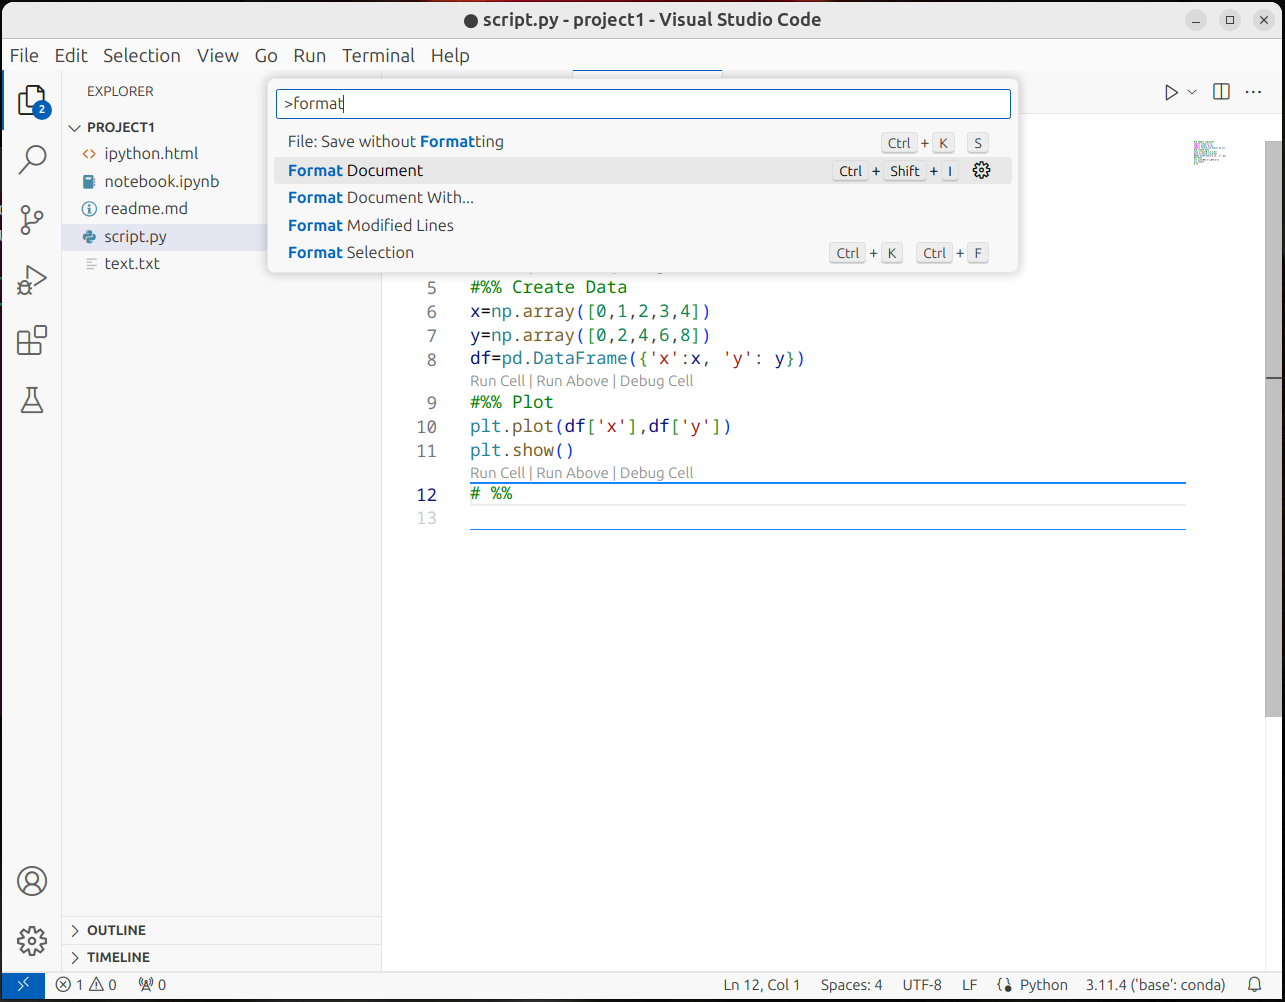 script.py - project1 - Visual Studio Code
File Edit Selection View Go Run Terminal Help
EXPLORER
2
PROJECT1
ipython.html
notebook.ipynb
readme.md
script.py
text.txt
>format
File: Save without Formatting Ctrl + K S
Format Document Ctrl + Shift + I
Format Document With...
Format Modified Lines
Format Selection Ctrl + K Ctrl + F
5 #%% Create Data
6 x=np.array([0,1,2,3,4])
7 y=np.array([0,2,4,6,8])
8 df=pd.DataFrame({'x':x, 'y': y})
Run Cell | Run Above | Debug Cell
9 #%% Plot
10 plt.plot(df['x'],df['y'])
11 plt.show()
Run Cell | Run Above | Debug Cell
12 # %%
13
OUTLINE
TIMELINE
1 0 0 Ln 12, Col 1 Spaces: 4 UTF-8 LF Python 3.11.4 ('base': conda)